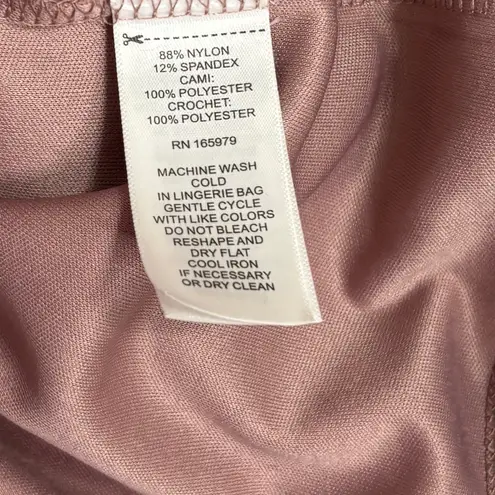 88% NYLON
12% SPANDEX
CAMI:
100% POLYESTER
CROCHET:
100% POLYESTER
RN 165979
MACHINE WASH
COLD
IN LINGERIE BAG
GENTLE CYCLE
WITH LIKE COLORS
DO NOT BLEACH
RESHAPE AND
DRY FLAT
COOL IRON
IF NECESSARY
OR DRY CLEAN